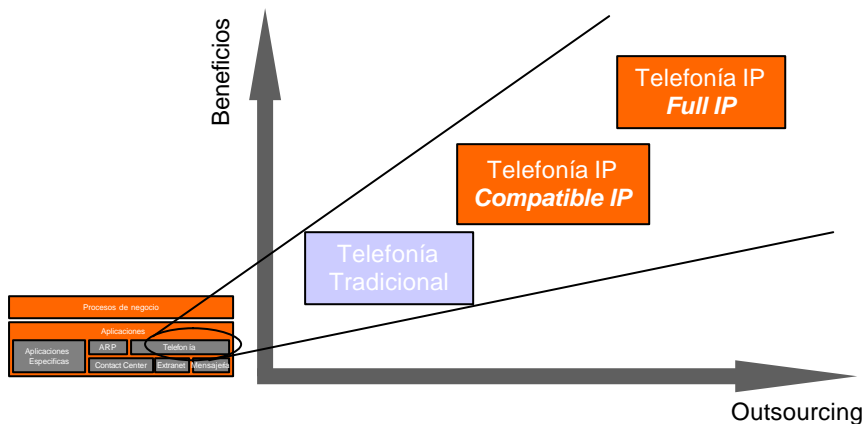 Beneficios
Telefonía IP
Full IP
Telefonía IP
Compatible IP
Telefonía
Tradicional
Procesos de negocio
Aplicaciones
Aplicaciones
Especificas
ARP
Telefon ía
Contact Center
Extranet
Mensajería
Outsourcing